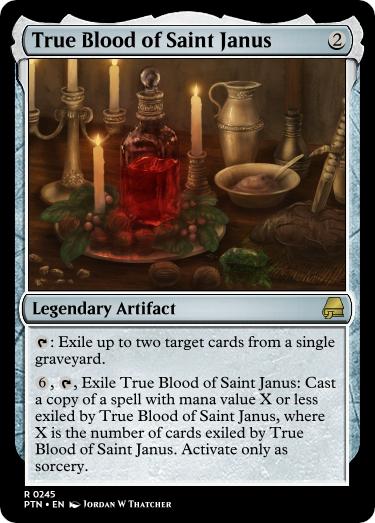 True Blood of Saint Janus 2
Legendary Artifact
: Exile up to two target cards from a single
graveyard.
6, , Exile True Blood of Saint Janus: Cast
a copy of a spell with mana value X or less
exiled by True Blood of Saint Janus, where
X is the number of cards exiled by True
Blood of Saint Janus. Activate only as
sorcery.
R 0245
PTN • EN Jordan W Thatcher